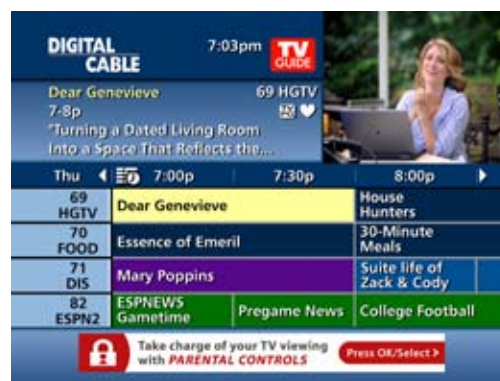 DIGITAL
CABLE
7:03pm
TV
GUIDE
Dear Genevieve
69 HGTV
7-8p
"Turning a Dated Living Room
Into a Space That Reflects the...
Thu
7:00p
7:30p
8:00p
69
HGTV
Dear Genevieve
House
Hunters
70
FOOD
Essence of Emeril
30-Minute
Meals
71
DIS
Mary Poppins
Suite life of
Zack & Cody
82
ESPN2
ESPNEWS
Gametime
Pregame News
College Football
Take charge of your TV viewing
with PARENTAL CONTROLS
Press OK/Select >